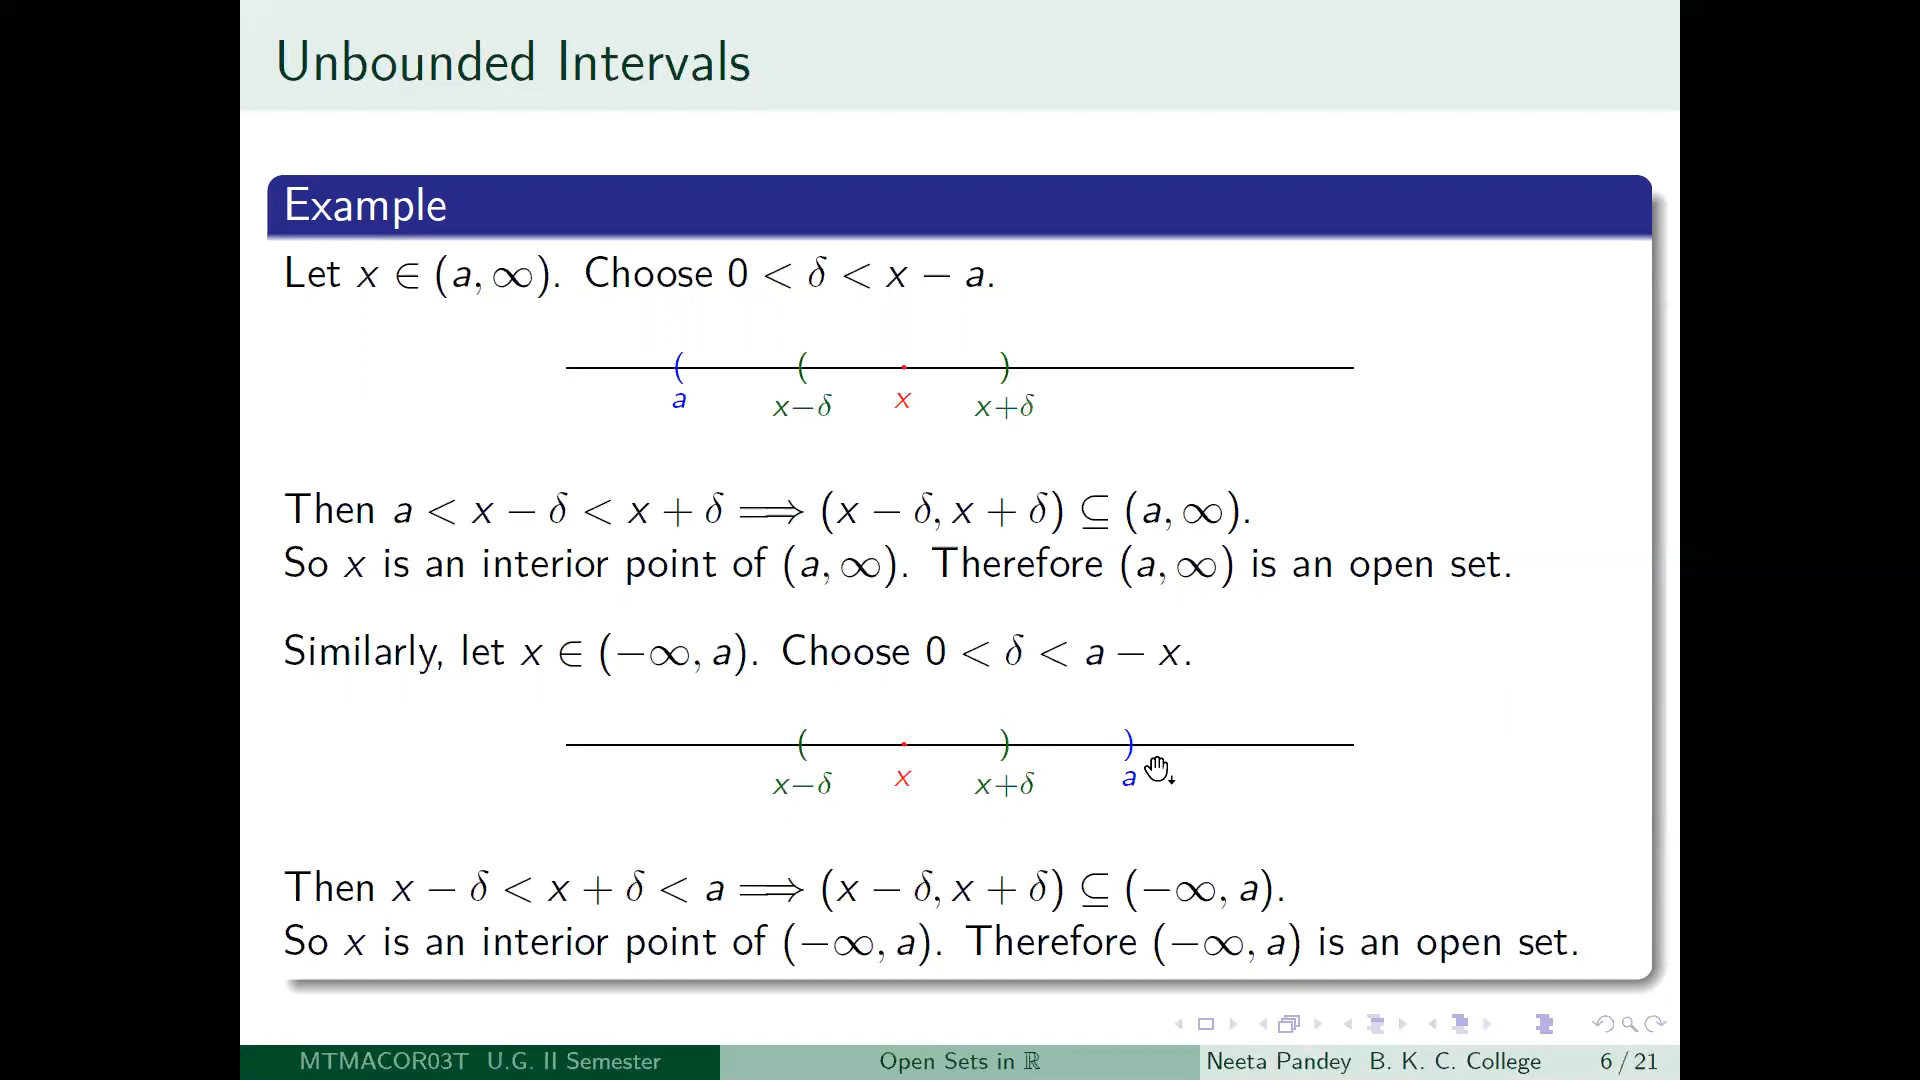 Unbounded Intervals
Example
Let x ∈ (a, ∞). Choose 0 < δ < x − a.
( ( . )
a x−δ x x+δ
Then a < x − δ < x + δ ⟹ (x − δ, x + δ) ⊆ (a, ∞).
So x is an interior point of (a, ∞). Therefore (a, ∞) is an open set.
Similarly, let x ∈ (−∞, a). Choose 0 < δ < a − x.
( . ) )
x−δ x x+δ a
Then x − δ < x + δ < a ⟹ (x − δ, x + δ) ⊆ (−∞, a).
So x is an interior point of (−∞, a). Therefore (−∞, a) is an open set.
MTMACOR03T U.G. II Semester Open Sets in ℝ Neeta Pandey B. K. C. College 6 / 21